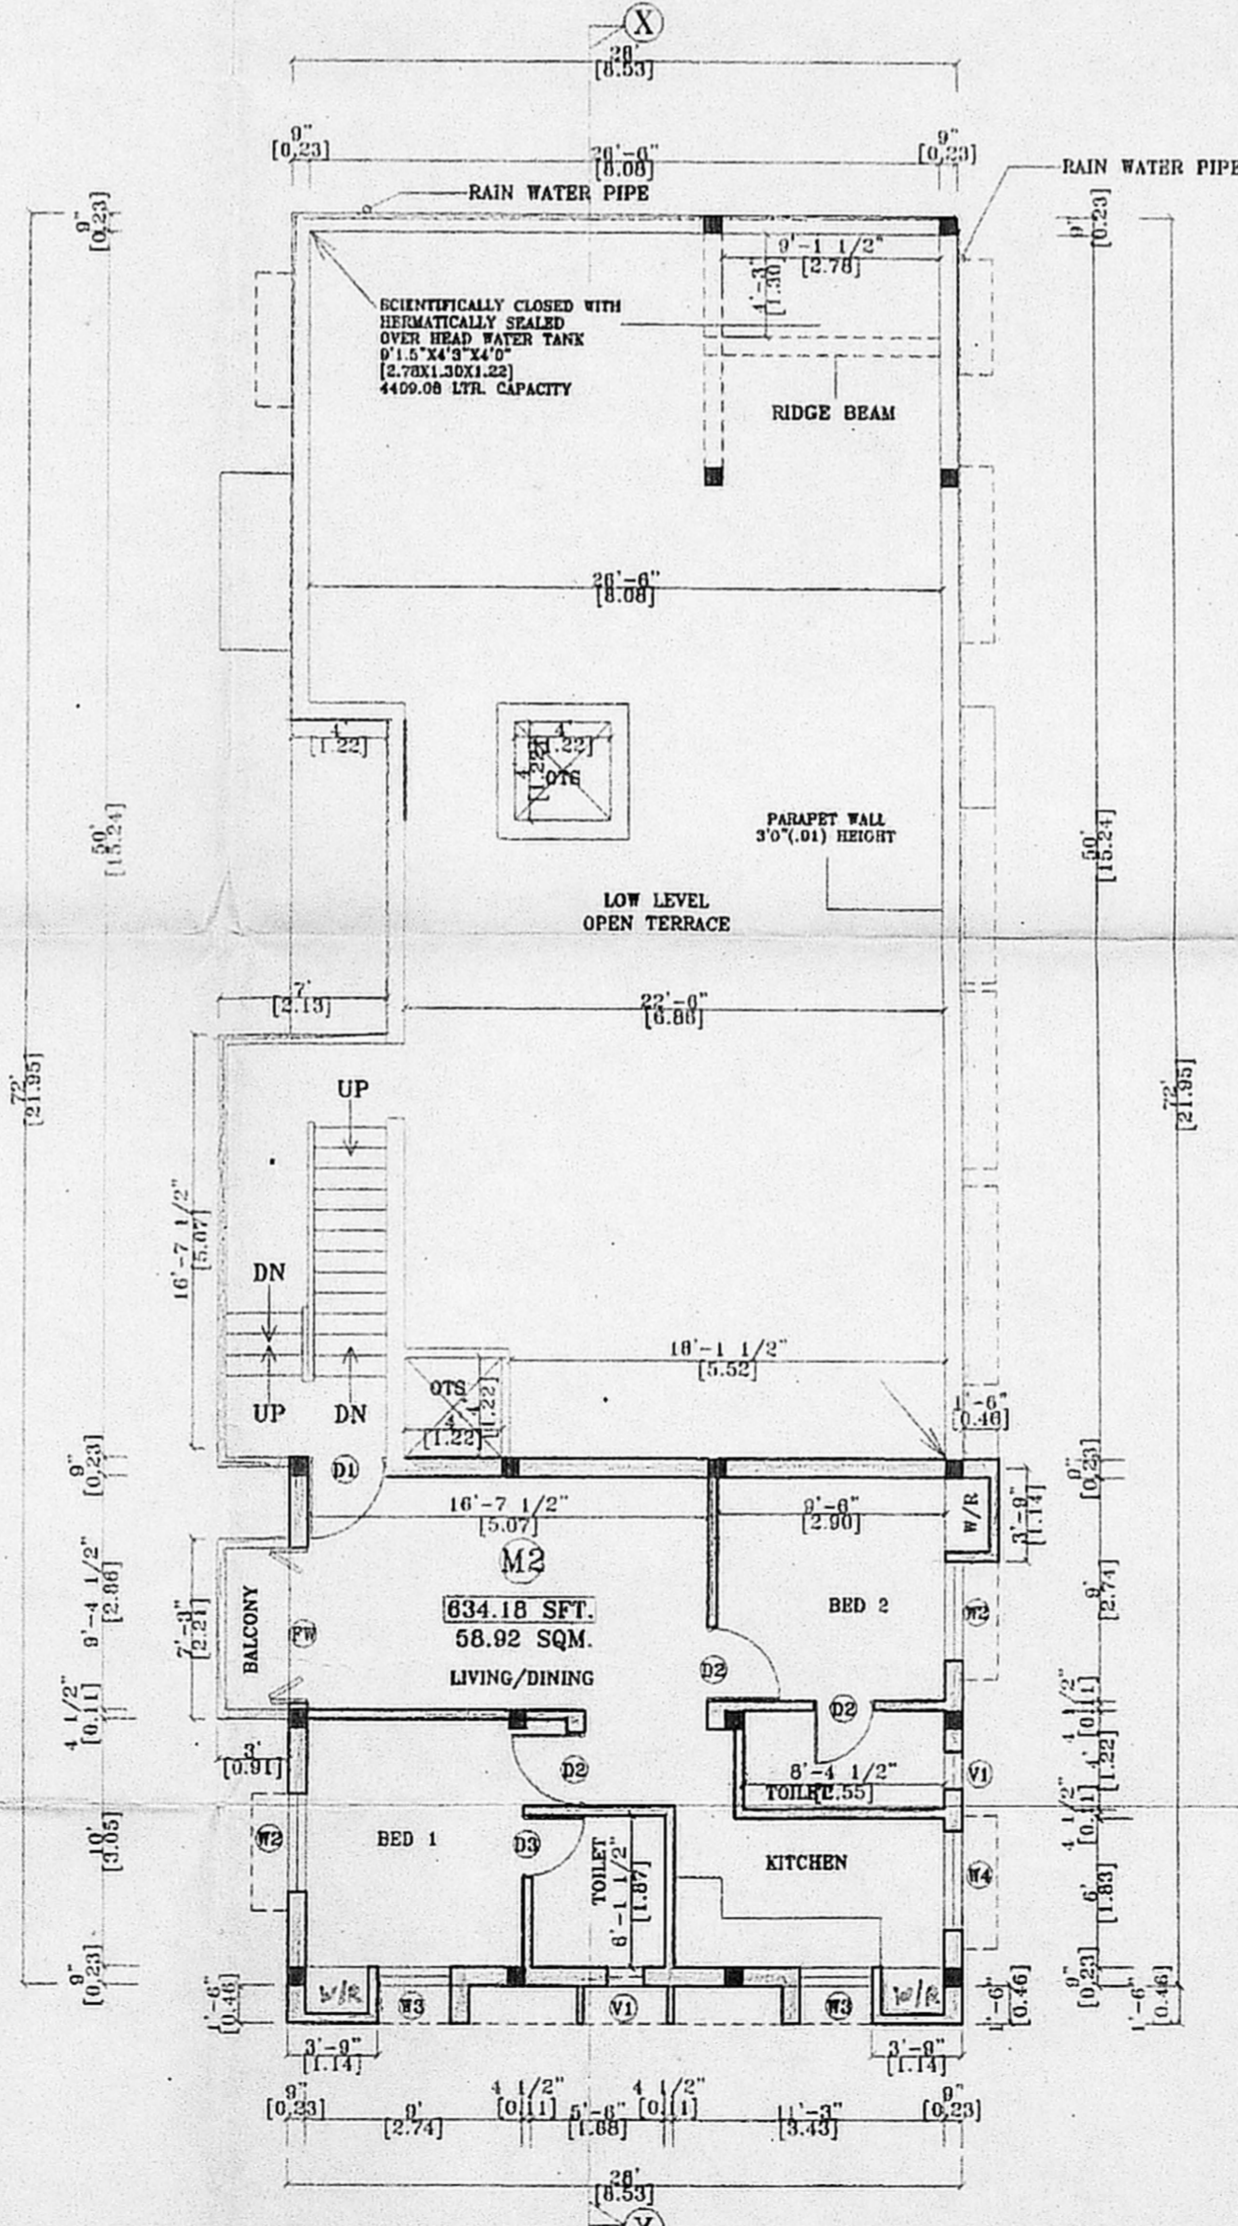 X
28'
[8.53]
9"
[0.23]
26'-6"
[8.08]
9"
[0.23]
RAIN WATER PIPE
RAIN WATER PIPE
9"
[0.23]
9"
[0.23]
9'-1 1/2"
[2.78]
4'-3"
[1.30]
SCIENTIFICALLY CLOSED WITH
HERMATICALLY SEALED
OVER HEAD WATER TANK
9'1.5"X4'3"X4'0"
[2.78X1.30X1.22]
4409.08 LTR. CAPACITY
RIDGE BEAM
26'-6"
[8.08]
4'
[1.22]
4'
[1.22]
4'
[1.22]
OTS
PARAPET WALL
3'0"(.91) HEIGHT
50'
[15.24]
50'
[15.24]
LOW LEVEL
OPEN TERRACE
7'
[2.13]
22'-6"
[6.86]
72'
[21.95]
72'
[21.95]
UP
16'-7 1/2"
[5.07]
DN
UP
DN
18'-1 1/2"
[5.52]
OTS
4'
[1.22]
4'
[1.22]
1'-6"
[0.46]
9"
[0.23]
D1
9"
[0.23]
16'-7 1/2"
[5.07]
9'-6"
[2.90]
W/R
3'-9"
[1.14]
M2
634.18 SFT.
58.92 SQM.
LIVING/DINING
BED 2
W2
9'
[2.74]
9'-4 1/2"
[2.86]
7'-3"
[2.21]
BALCONY
FW
D2
D2
4 1/2"
[0.11]
4 1/2"
[0.11]
3'
[0.91]
D2
8'-4 1/2"
[2.55]
TOILET
V1
4'
[1.22]
4 1/2"
[0.11]
10'
[3.05]
W2
BED 1
D3
TOILET
6'-1 1/2"
[1.87]
KITCHEN
W4
6'
[1.83]
9"
[0.23]
9"
[0.23]
1'-6"
[0.46]
W/R
W3
V1
W3
W/R
1'-6"
[0.46]
1'-6"
[0.46]
3'-9"
[1.14]
3'-9"
[1.14]
9"
[0.23]
9'
[2.74]
4 1/2"
[0.11]
5'-6"
[1.68]
4 1/2"
[0.11]
11'-3"
[3.43]
9"
[0.23]
28'
[8.53]
X